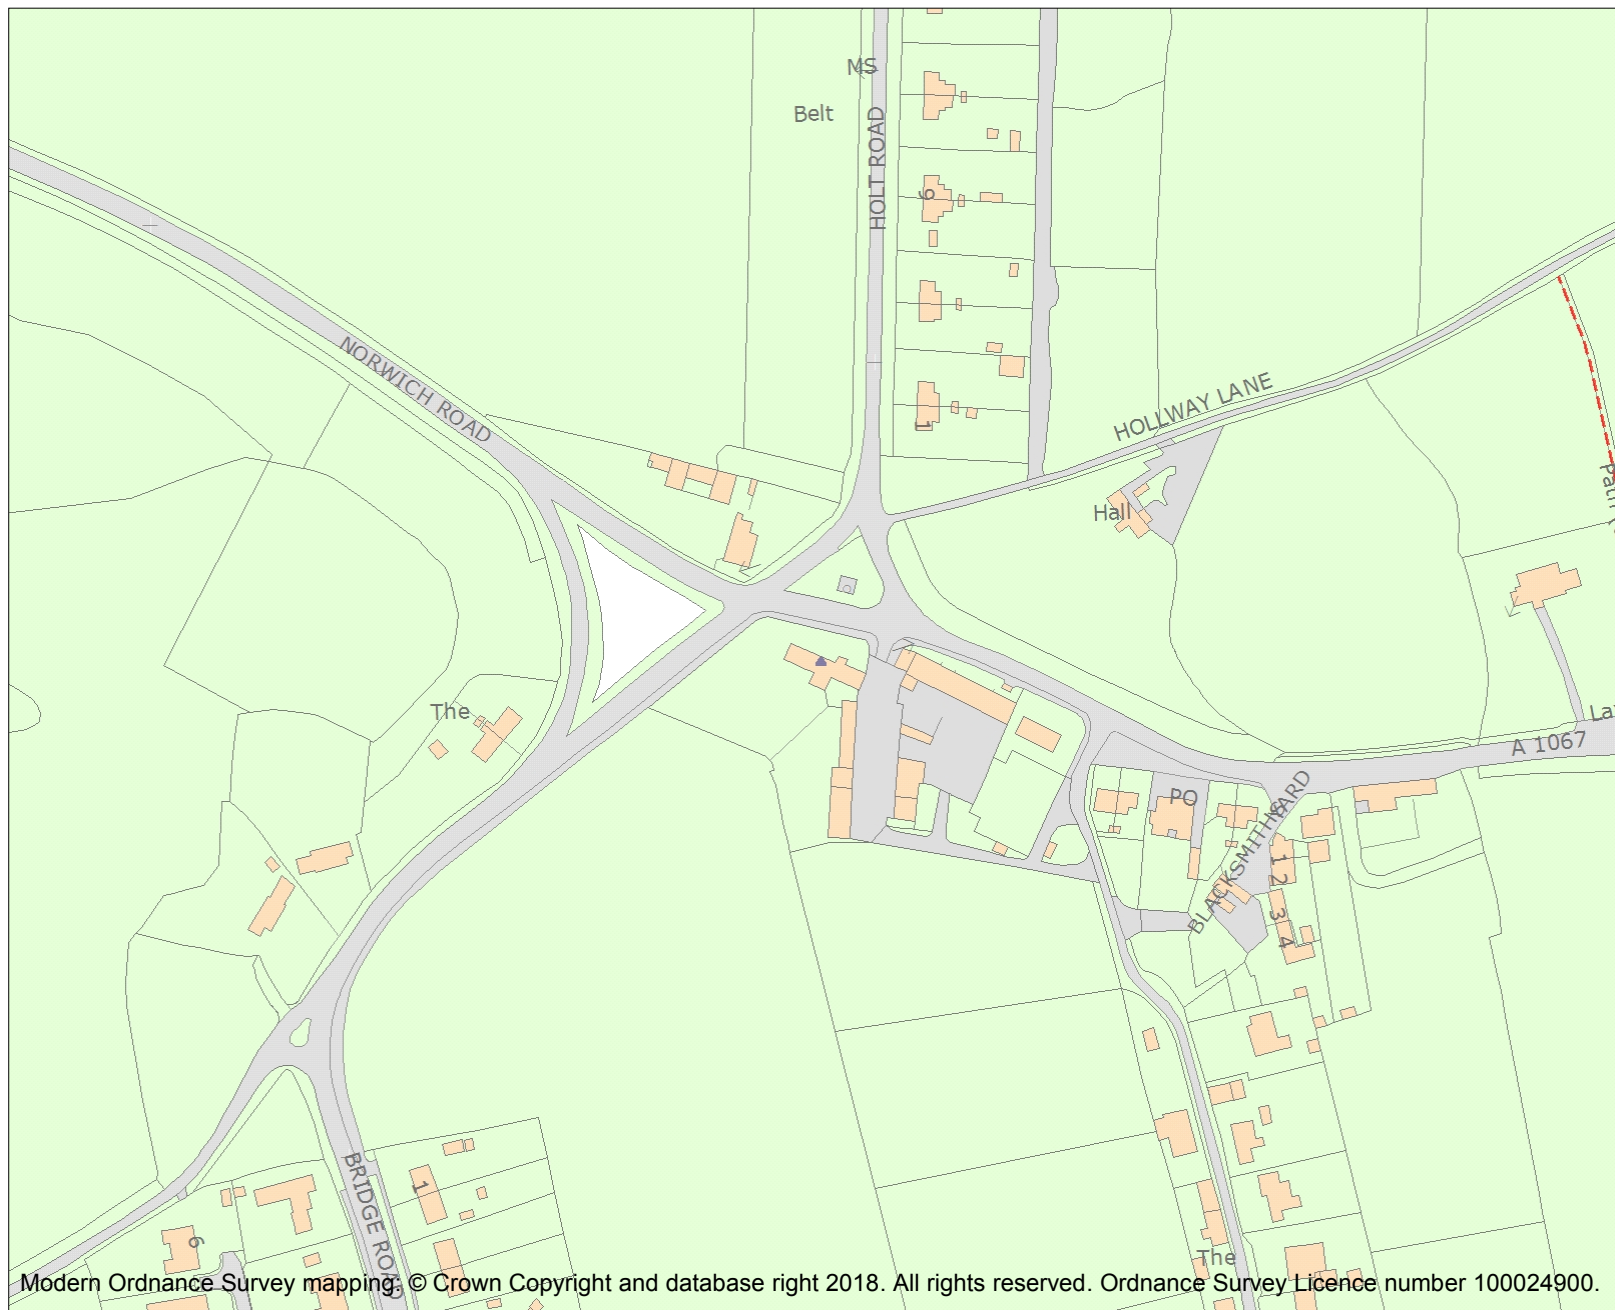 MS
Belt
HOLT ROAD
9
NORWICH ROAD
1
HOLLWAY LANE
Hall
The
A 1067
PO
BLACKSMITHS YARD
1 2
3 4
BRIDGE ROAD
1
6
The
Modern Ordnance Survey mapping: © Crown Copyright and database right 2018. All rights reserved. Ordnance Survey Licence number 100024900.